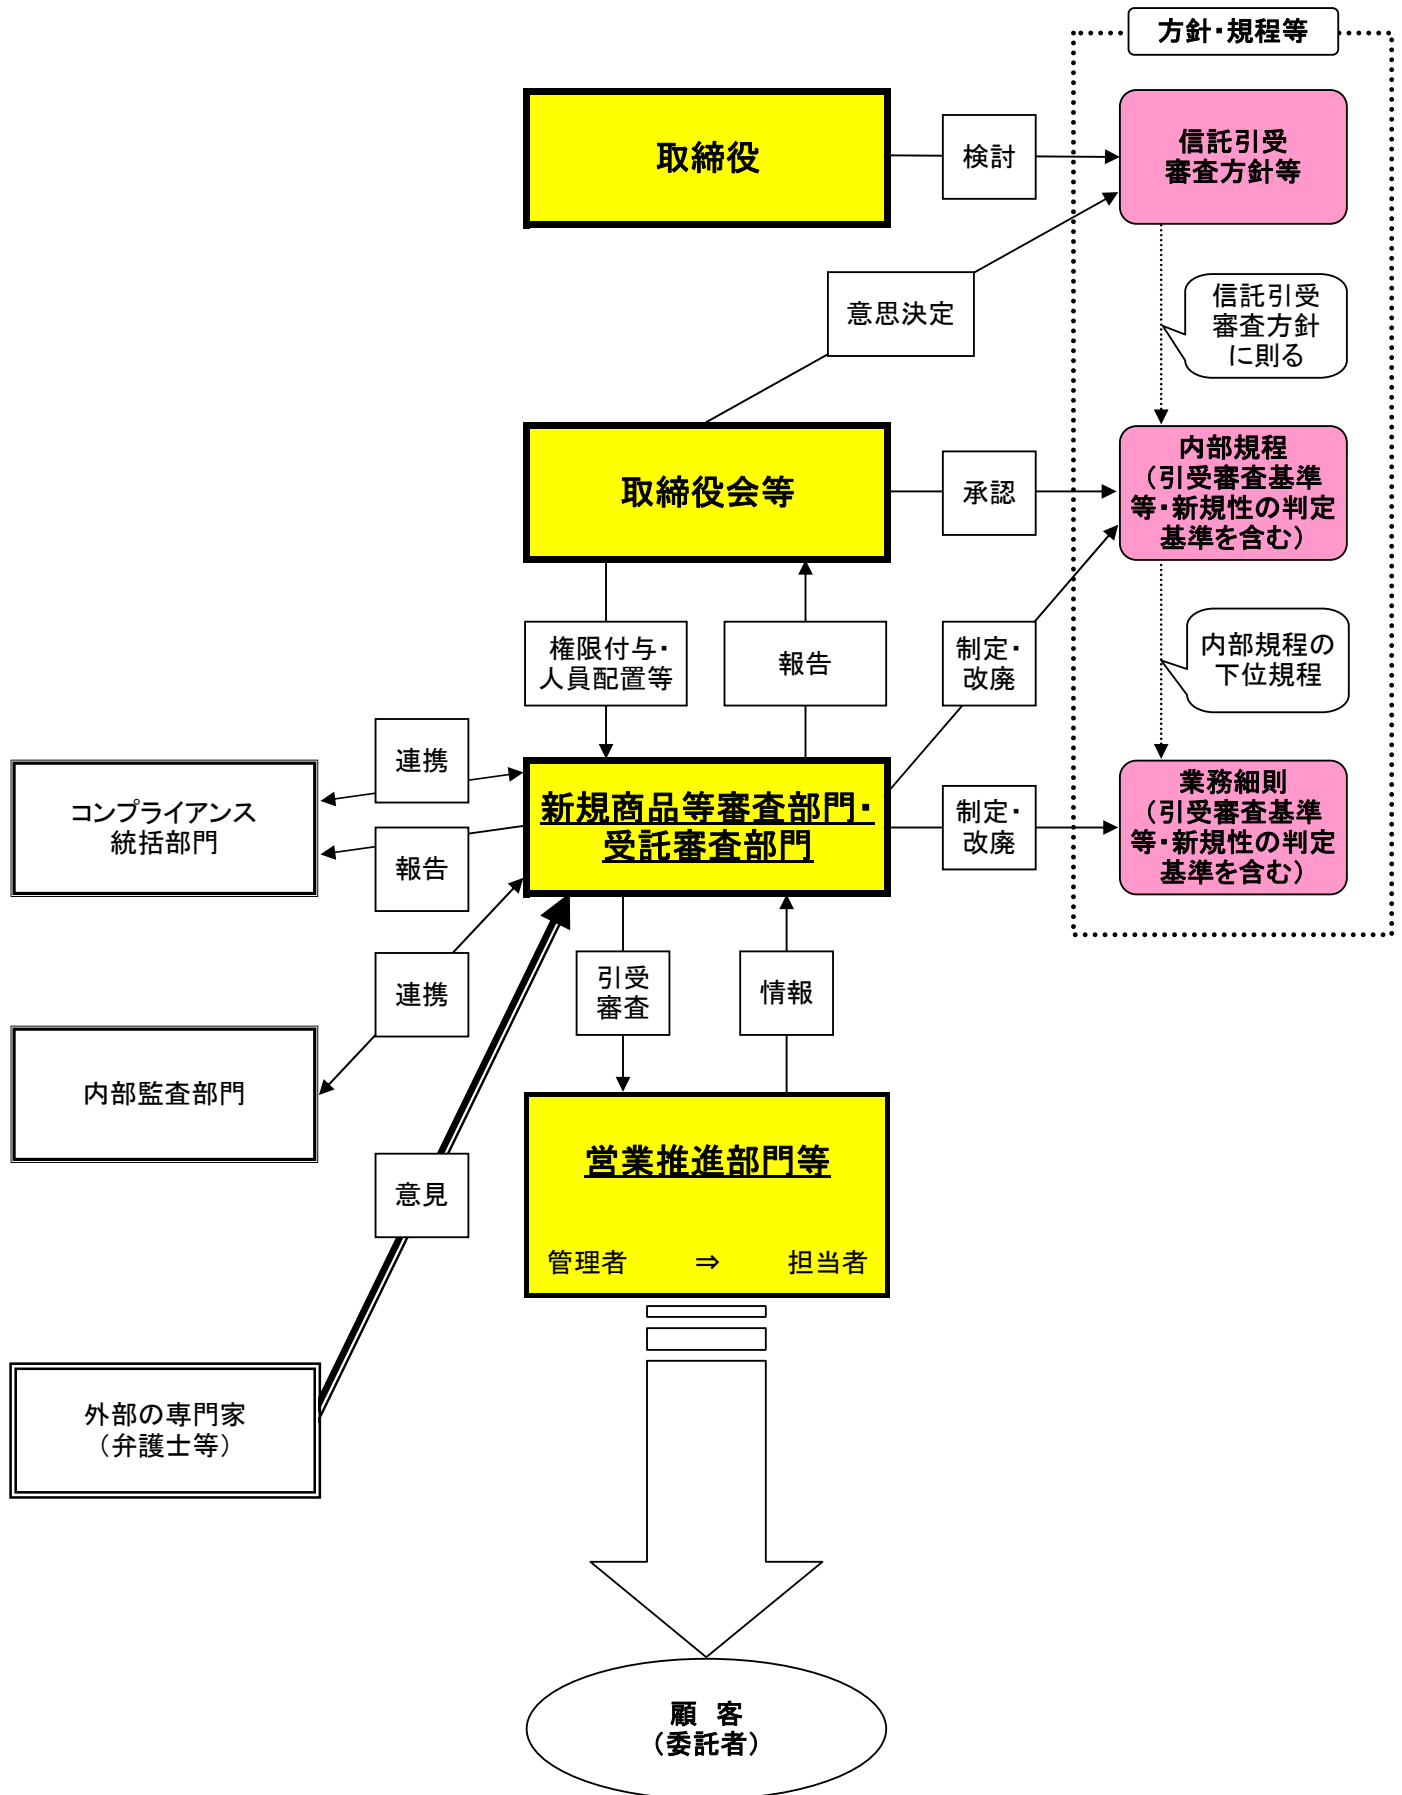 方針・規程等
取締役
検討
信託引受
審査方針等
意思決定
信託引受
審査方針
に則る
取締役会等
承認
内部規程
（引受審査基準
等・新規性の判定
基準を含む）
権限付与・
人員配置等
報告
制定・
改廃
内部規程の
下位規程
連携
コンプライアンス
統括部門
報告
新規商品等審査部門・
受託審査部門
制定・
改廃
業務細則
（引受審査基準
等・新規性の判定
基準を含む）
連携
引受
審査
情報
内部監査部門
営業推進部門等
意見
管理者 ⇒ 担当者
外部の専門家
（弁護士等）
顧 客
（委託者）